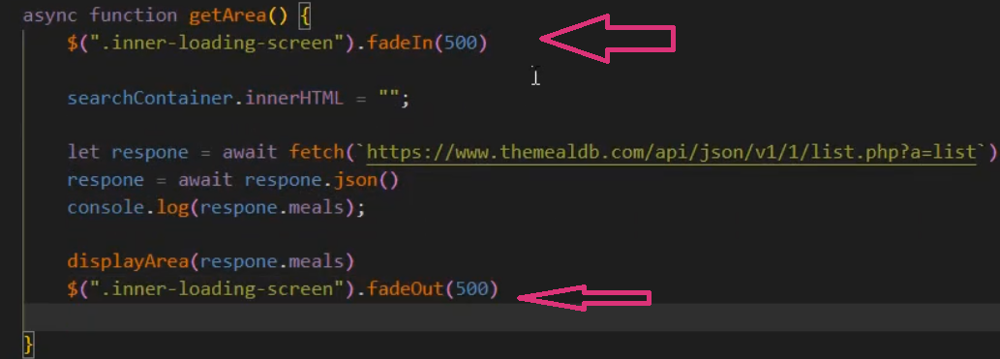 async function getArea() {
$(".inner-loading-screen").fadeIn(500)
searchContainer.innerHTML = "";
let respone = await fetch(`https://www.themealdb.com/api/json/v1/1/list.php?a=list`)
respone = await respone.json()
console.log(respone.meals);
displayArea(respone.meals)
$(".inner-loading-screen").fadeOut(500)
}